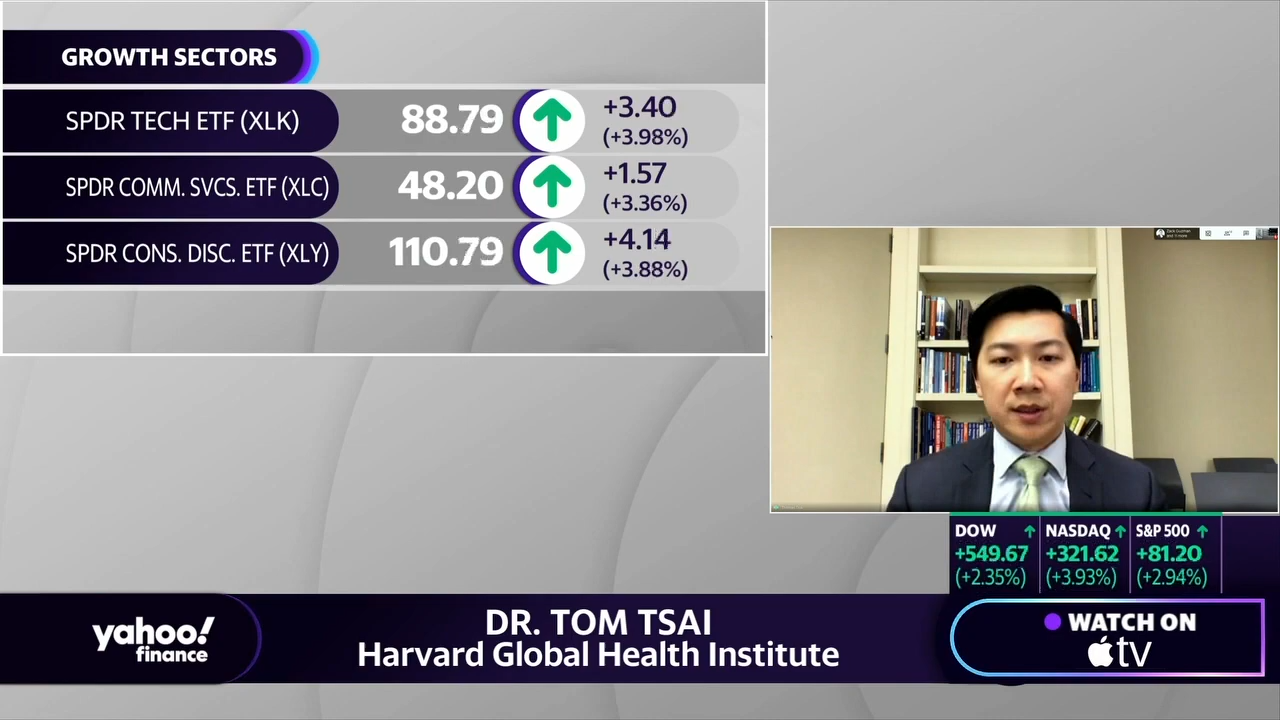 GROWTH SECTORS
SPDR TECH ETF (XLK) 88.79 +3.40 (+3.98%)
SPDR COMM. SVCS. ETF (XLC) 48.20 +1.57 (+3.36%)
SPDR CONS. DISC. ETF (XLY) 110.79 +4.14 (+3.88%)
DOW
+549.67
(+2.35%)
NASDAQ
+321.62
(+3.93%)
S&P 500
+81.20
(+2.94%)
yahoo!
finance
DR. TOM TSAI
Harvard Global Health Institute
WATCH ON
tv